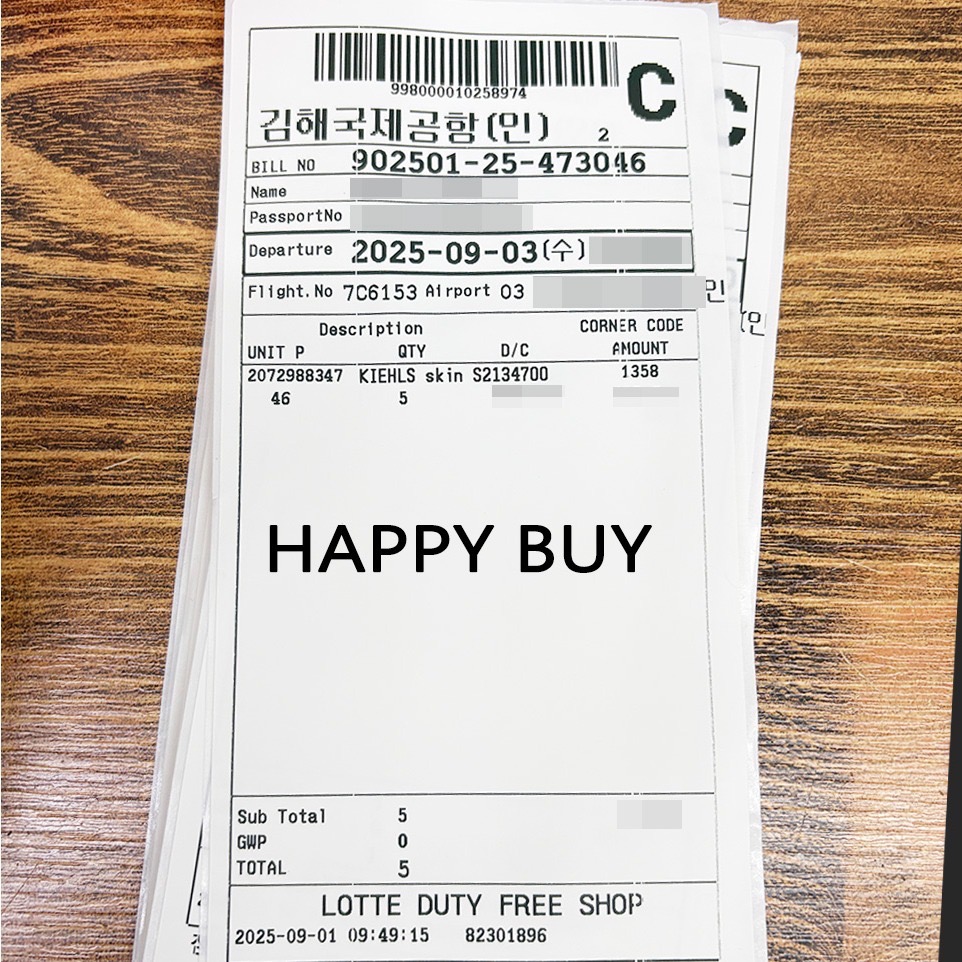 998000010258974
C
김해국제공항(인) 2
BILL NO 902501-25-473046
Name
PassportNo
Departure 2025-09-03(수)
Flight.No 7C6153 Airport 03
인
(인
Description CORNER CODE
UNIT P QTY D/C AMOUNT
2072988347 KIEHLS skin S2134700 1358
46 5
HAPPY BUY
Sub Total 5
GWP 0
TOTAL 5
LOTTE DUTY FREE SHOP
2025-09-01 09:49:15 82301896